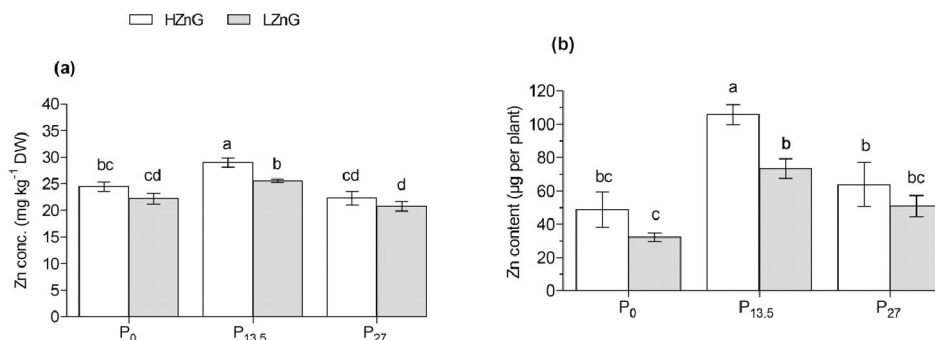 HZnG LZnG
(a)
Zn conc. (mg kg⁻¹ DW)
40
35
30
25
20
15
10
5
0
bc
cd
a
b
cd
d
P₀ P₁₃.₅ P₂₇
(b)
Zn content (µg per plant)
120
100
80
60
40
20
0
bc
c
a
b
b
bc
P₀ P₁₃.₅ P₂₇